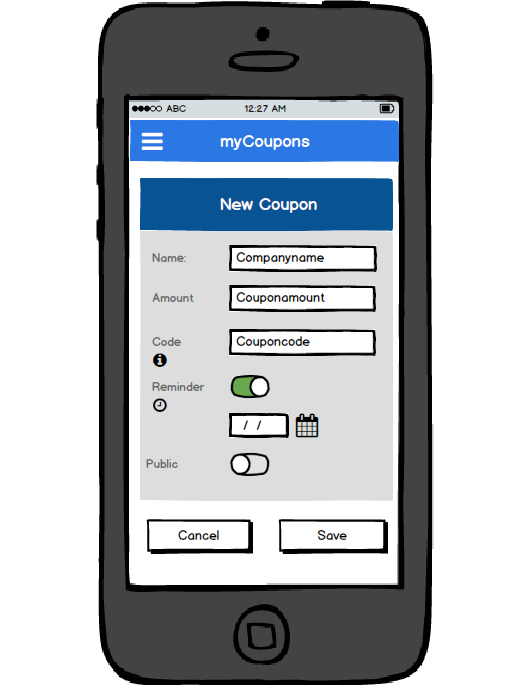 ABC 12:27 AM
myCoupons
New Coupon
Name: Companyname
Amount Couponamount
Code Couponcode
Reminder
/ /
Public
Cancel Save